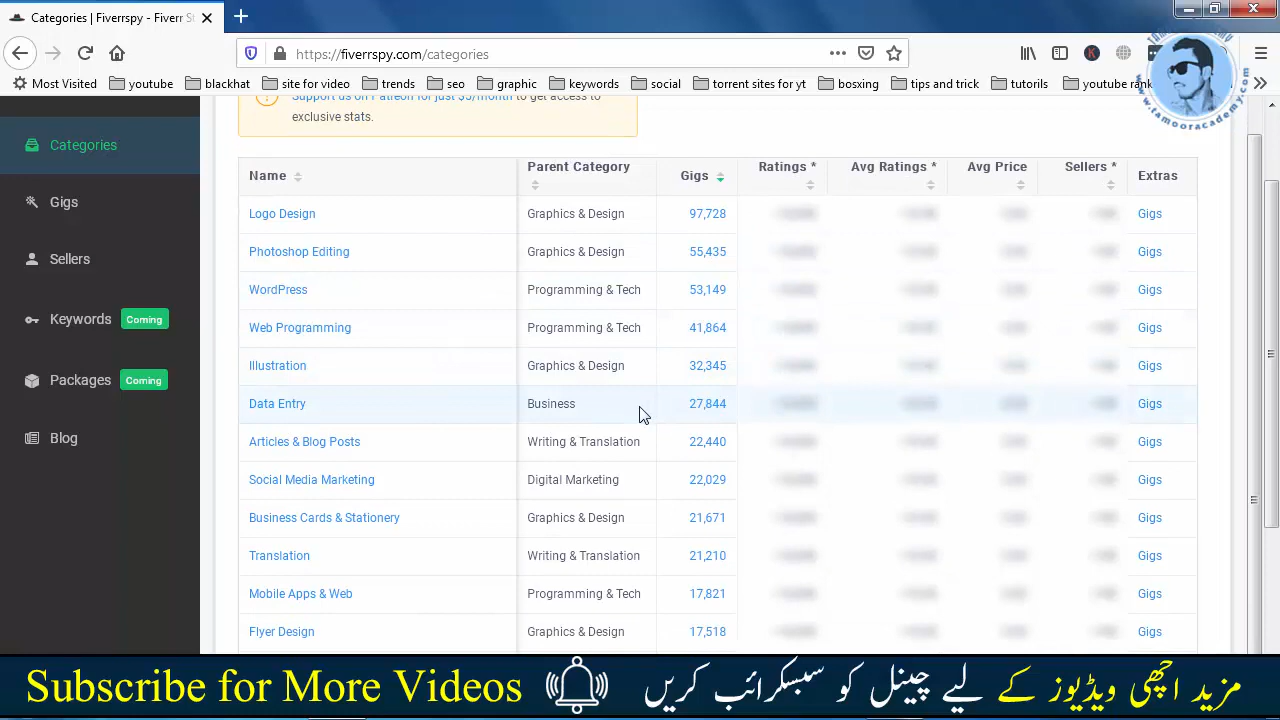 Categories | Fiverrspy - Fiverr St
https://fiverrspy.com/categories
Most Visited youtube blackhat site for video trends seo graphic keywords social torrent sites for yt bosxing tips and trick tutorils youtube rank
www.tamooracademy.com
Support us on Patreon for just $5/month to get access to
exclusive stats.
Categories
Gigs
Sellers
Keywords Coming
Packages Coming
Blog
Name Parent Category Gigs Ratings * Avg Ratings * Avg Price Sellers * Extras
Logo Design Graphics & Design 97,728 Gigs
Photoshop Editing Graphics & Design 55,435 Gigs
WordPress Programming & Tech 53,149 Gigs
Web Programming Programming & Tech 41,864 Gigs
Illustration Graphics & Design 32,345 Gigs
Data Entry Business 27,844 Gigs
Articles & Blog Posts Writing & Translation 22,440 Gigs
Social Media Marketing Digital Marketing 22,029 Gigs
Business Cards & Stationery Graphics & Design 21,671 Gigs
Translation Writing & Translation 21,210 Gigs
Mobile Apps & Web Programming & Tech 17,821 Gigs
Flyer Design Graphics & Design 17,518 Gigs
Subscribe for More Videos
مزید اچھی ویڈیوز کے لیے چینل کو سبسکرائب کریں